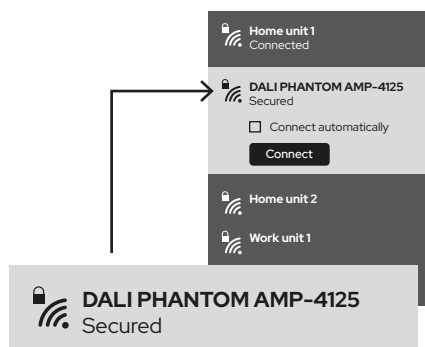 Home unit 1
Connected
DALI PHANTOM AMP-4125
Secured
Connect automatically
Connect
Home unit 2
Work unit 1
DALI PHANTOM AMP-4125
Secured